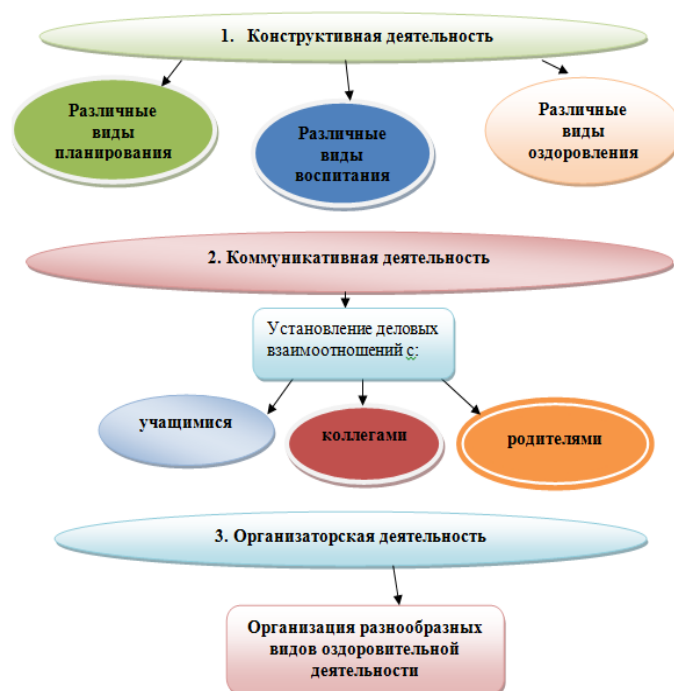 1. Конструктивная деятельность
Различные
виды
планирования
Различные
виды
воспитания
Различные
виды
оздоровления
2. Коммуникативная деятельность
Установление деловых
взаимоотношений с:
учащимися
коллегами
родителями
3. Организаторская деятельность
Организация разнообразных
видов оздоровительной
деятельности